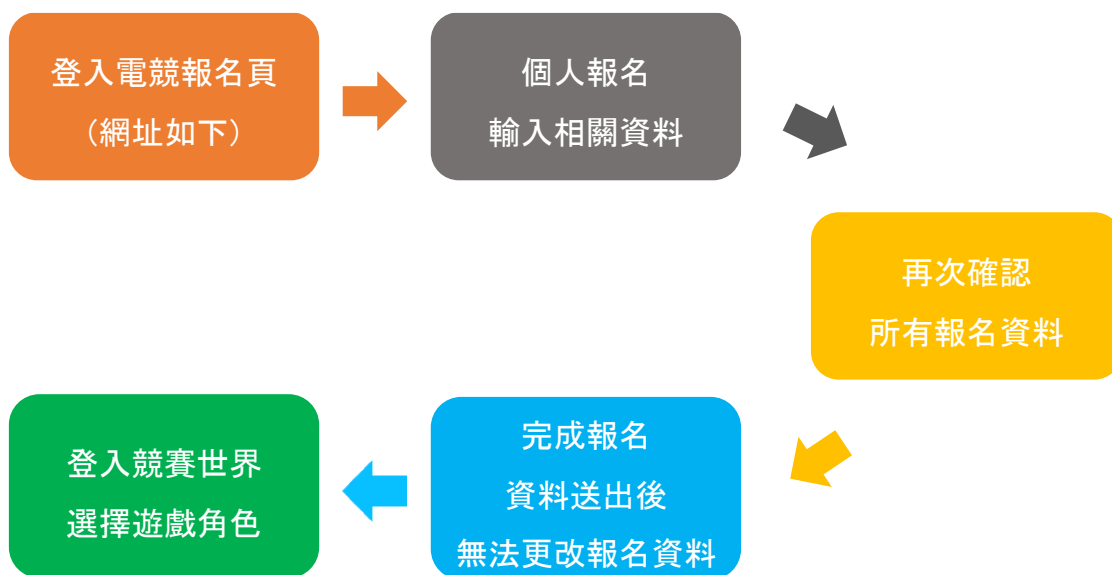 登入電競報名頁
(網址如下)
個人報名
輸入相關資料
再次確認
所有報名資料
完成報名
資料送出後
無法更改報名資料
登入競賽世界
選擇遊戲角色